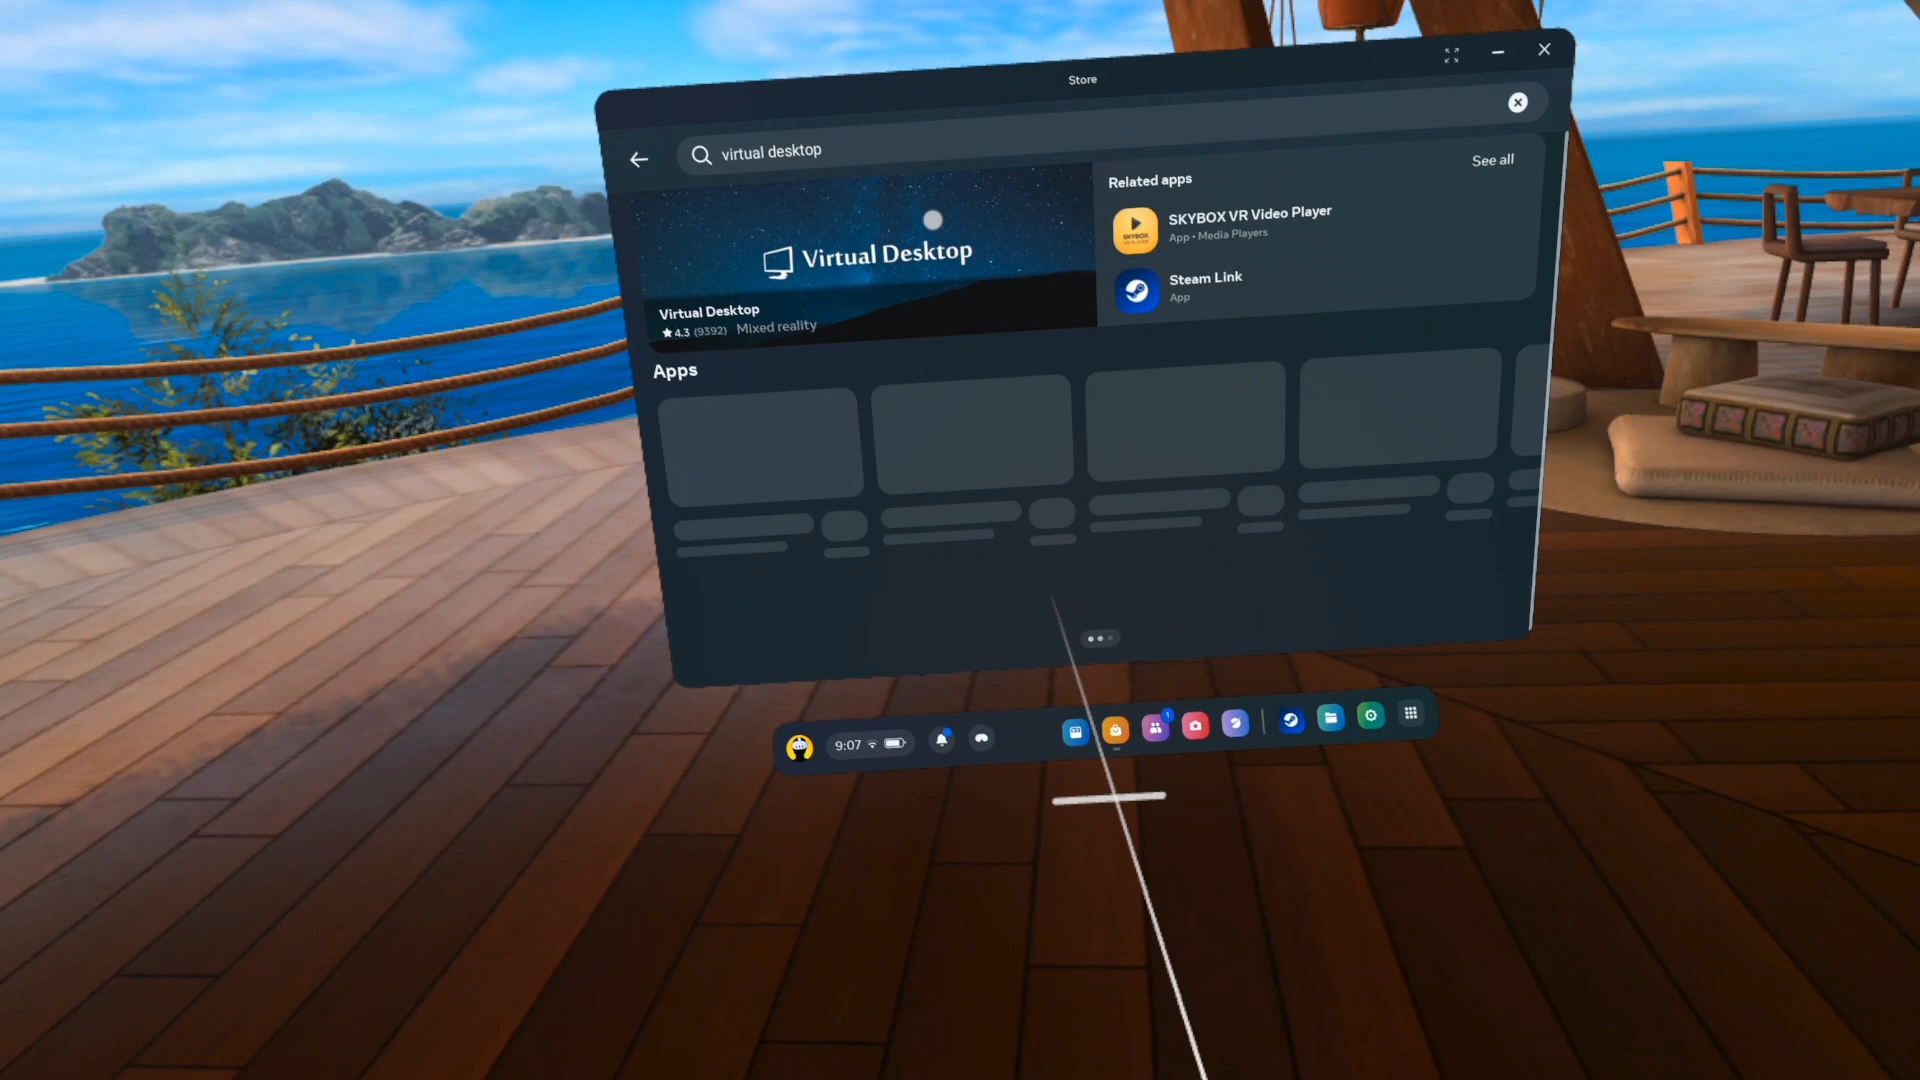 Store
virtual desktop
Virtual Desktop
Virtual Desktop
4.3 (9392) Mixed reality
Related apps
See all
SKYBOX VR Video Player
App • Media Players
Steam Link
App
Apps
9:07
1